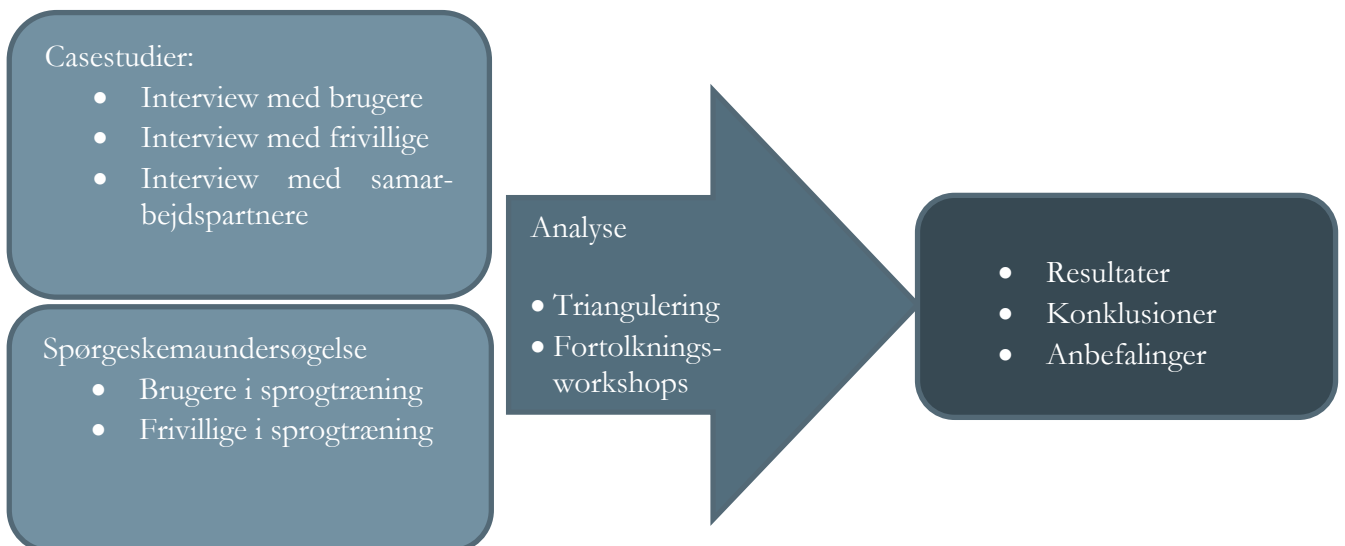 Casestudier:
• Interview med brugere
• Interview med frivillige
• Interview med samar-
bejdspartnere
Spørgeskemaundersøgelse
• Brugere i sprogtræning
• Frivillige i sprogtræning
Analyse
• Triangulering
• Fortolknings-
workshops
• Resultater
• Konklusioner
• Anbefalinger